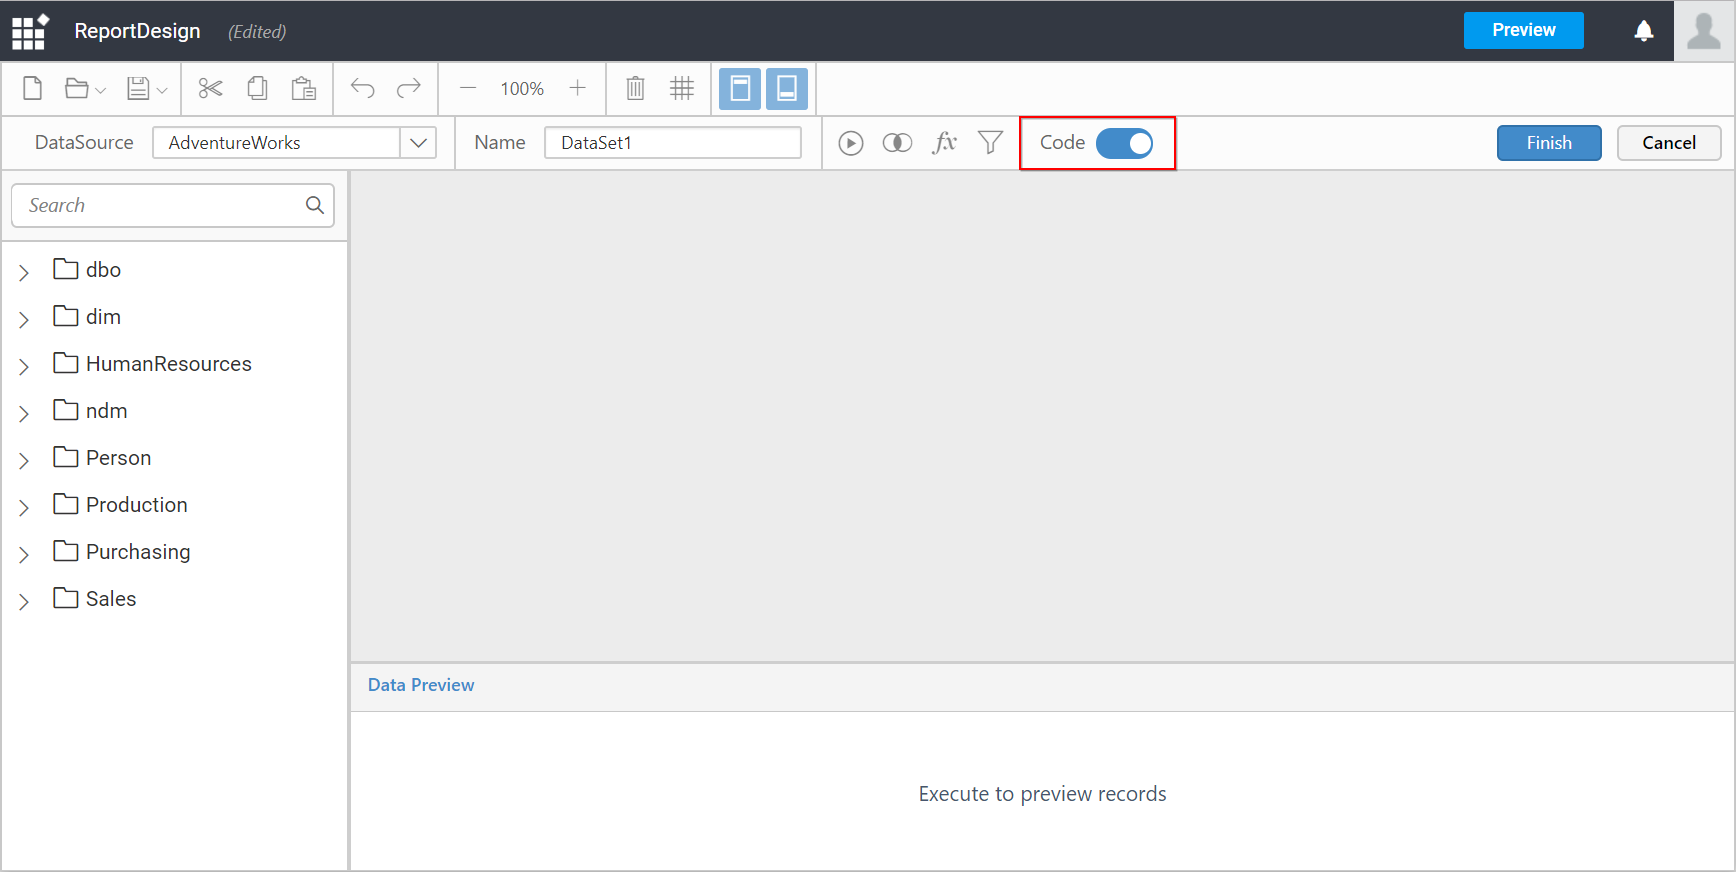 ReportDesign (Edited) Preview
100%
DataSource AdventureWorks Name DataSet1 fx Code Finish Cancel
Search
dbo
dim
HumanResources
ndm
Person
Production
Purchasing
Sales
Data Preview
Execute to preview records